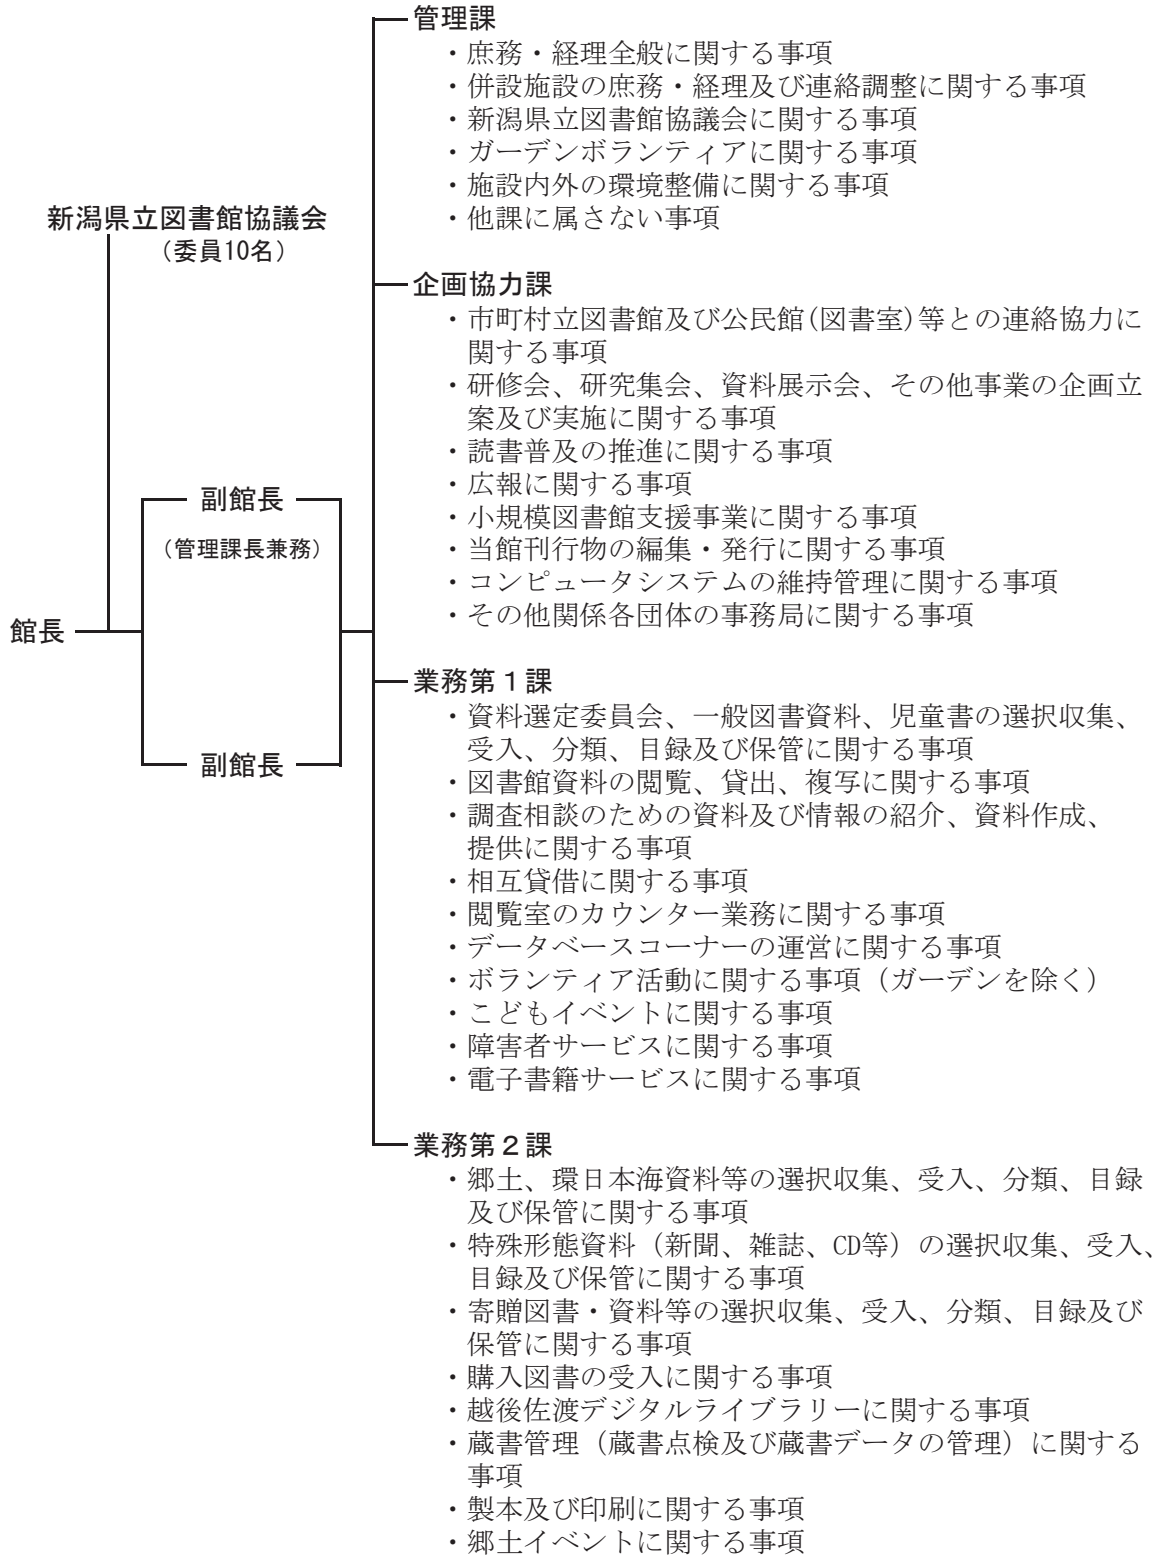 管理課
・庶務・経理全般に関する事項
・併設施設の庶務・経理及び連絡調整に関する事項
・新潟県立図書館協議会に関する事項
・ガーデンボランティアに関する事項
・施設内外の環境整備に関する事項
・他課に属さない事項
新潟県立図書館協議会
（委員10名）
企画協力課
・市町村立図書館及び公民館(図書室)等との連絡協力に
関する事項
・研修会、研究集会、資料展示会、その他事業の企画立
案及び実施に関する事項
・読書普及の推進に関する事項
・広報に関する事項
・小規模図書館支援事業に関する事項
・当館刊行物の編集・発行に関する事項
・コンピュータシステムの維持管理に関する事項
・その他関係各団体の事務局に関する事項
副館長
（管理課長兼務）
館長
副館長
業務第１課
・資料選定委員会、一般図書資料、児童書の選択収集、
受入、分類、目録及び保管に関する事項
・図書館資料の閲覧、貸出、複写に関する事項
・調査相談のための資料及び情報の紹介、資料作成、
提供に関する事項
・相互貸借に関する事項
・閲覧室のカウンター業務に関する事項
・データベースコーナーの運営に関する事項
・ボランティア活動に関する事項（ガーデンを除く）
・こどもイベントに関する事項
・障害者サービスに関する事項
・電子書籍サービスに関する事項
業務第２課
・郷土、環日本海資料等の選択収集、受入、分類、目録
及び保管に関する事項
・特殊形態資料（新聞、雑誌、CD等）の選択収集、受入、
目録及び保管に関する事項
・寄贈図書・資料等の選択収集、受入、分類、目録及び
保管に関する事項
・購入図書の受入に関する事項
・越後佐渡デジタルライブラリーに関する事項
・蔵書管理（蔵書点検及び蔵書データの管理）に関する
事項
・製本及び印刷に関する事項
・郷土イベントに関する事項